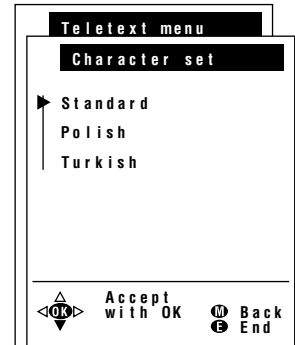 Teletext menu
Character set
Standard
Polish
Turkish
Accept
OK with OK M Back
E End